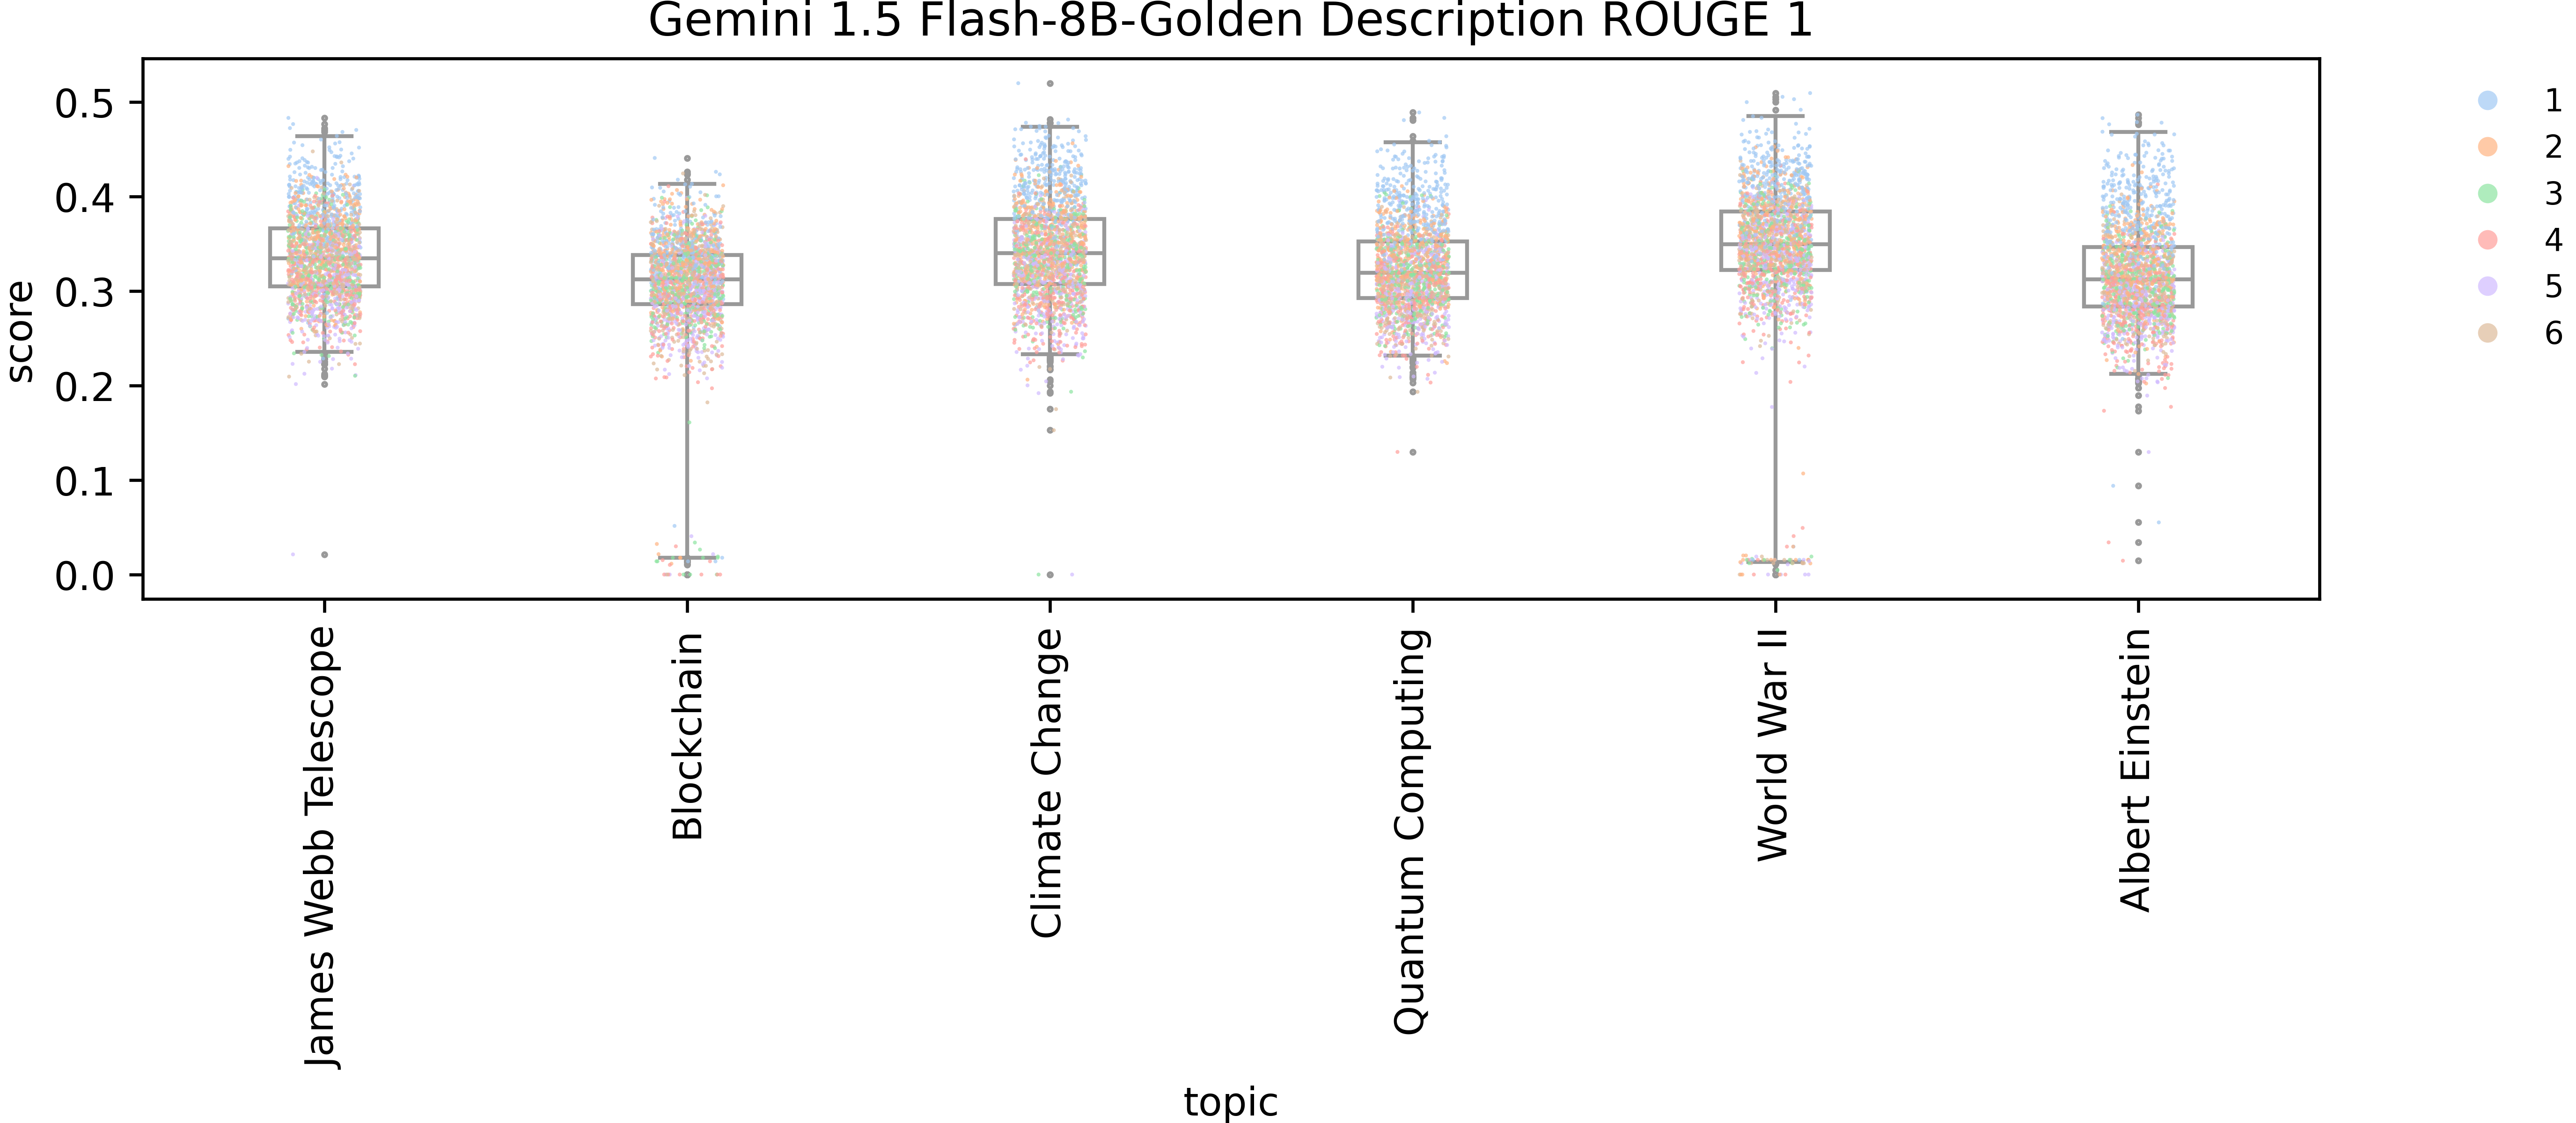 Gemini 1.5 Flash-8B-Golden Description ROUGE 1
score
0.5
0.4
0.3
0.2
0.1
0.0
1
2
3
4
5
6
James Webb Telescope
Blockchain
Climate Change
Quantum Computing
World War II
Albert Einstein
topic